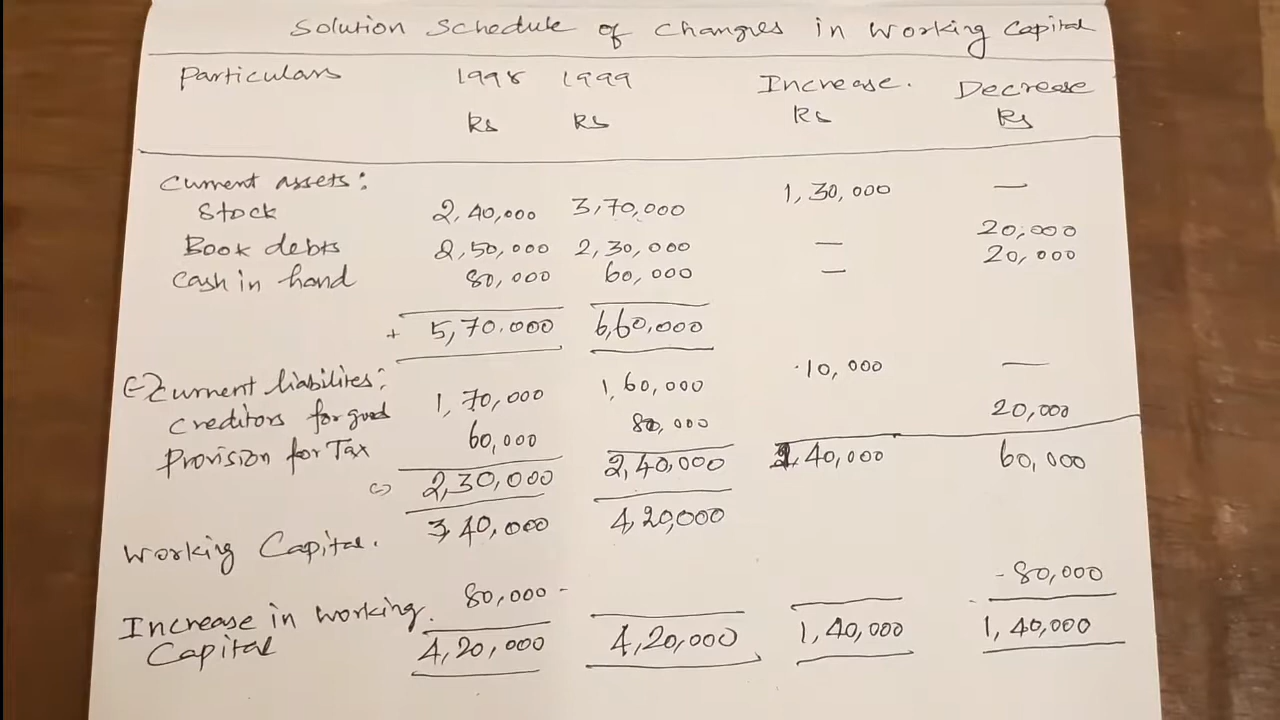 Solution Schedule of Changes in Working Capital
Particulars 1998 1999 Increase. Decrease
Rs Rs Rs Rs
Current assets:
Stock 2,40,000 3,70,000 1,30,000 —
Book debts 2,50,000 2,30,000 — 20,000
Cash in hand 80,000 60,000 — 20,000
+ 5,70,000 6,60,000
(-) Current liabilites:
Creditors for good 1,70,000 1,60,000 10,000 —
Provision for Tax 60,000 80,000 20,000
(-) 2,30,000 2,40,000 1,40,000 60,000
Working Capital. 3,40,000 4,20,000
Increase in working. 80,000 - - 80,000
Capital 4,20,000 4,20,000 1,40,000 1,40,000